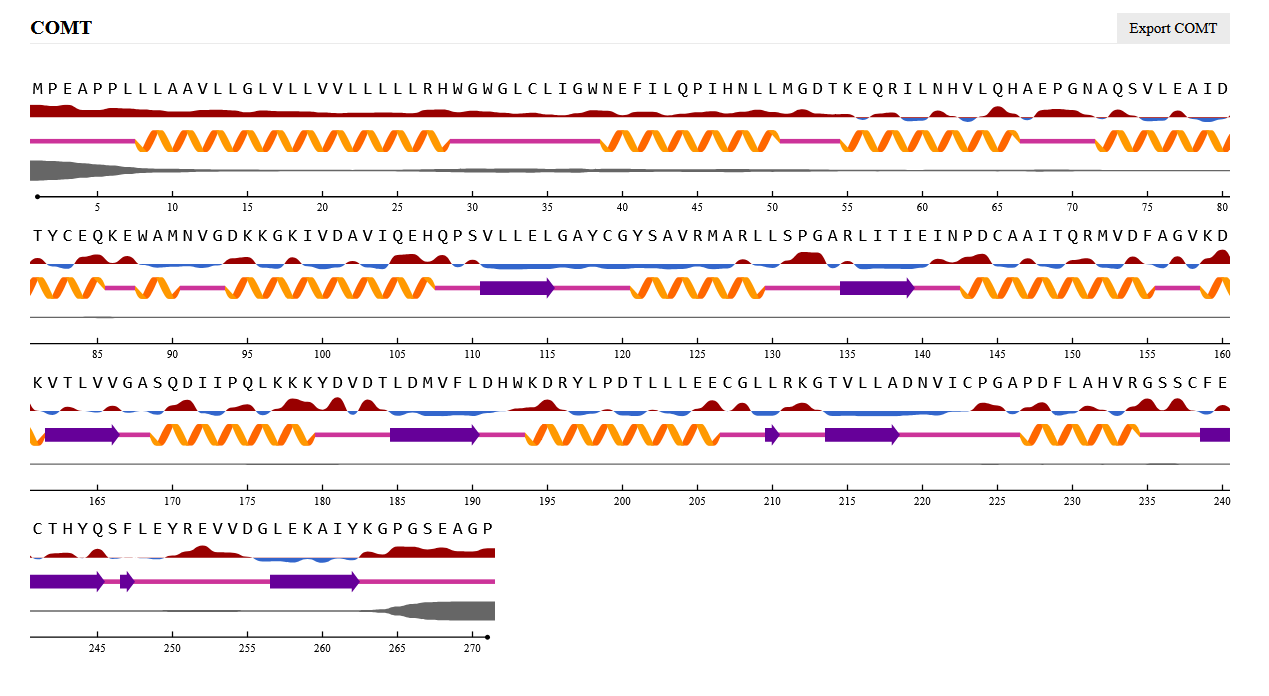 COMT
Export COMT
MPEAPPLLLAAVLLGLVLLVVLLLLLRHWGWGLCLIGWNEFILQPIHNLLMGDTKEQRILNHVLQHAEPGNAQSVLEAID
5 10 15 20 25 30 35 40 45 50 55 60 65 70 75 80
TYCEQKEWAMNVGDKKGKIVDAVIQEHQPSVLLELGAYCGYSAVRMARLLSPGARLITIEINPDCAAITQRMVDFAGVKD
85 90 95 100 105 110 115 120 125 130 135 140 145 150 155 160
KVTLVVGASQDIIPQLKKKYDVDTLDMVFLDHWKDRYLPDTLLLEECGLLRKGTVLLADNVICPGAPDFLAHVRGSSCFE
165 170 175 180 185 190 195 200 205 210 215 220 225 230 235 240
CTHYQSFLEYREVVDGLEKAIYKGPGSEAGP
245 250 255 260 265 270